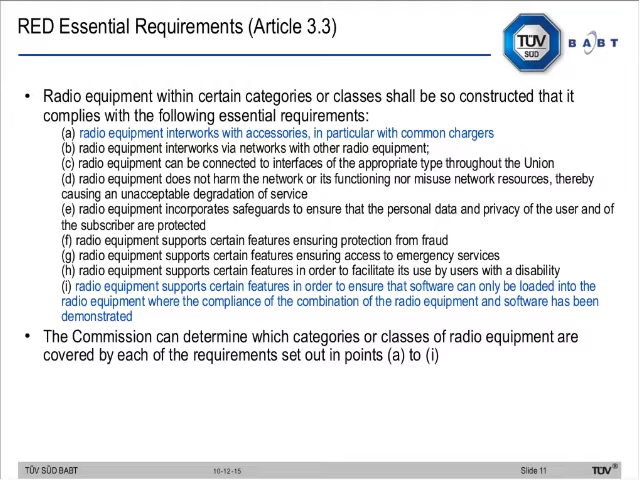 RED Essential Requirements (Article 3.3)
TÜV
SÜD
BABT
• Radio equipment within certain categories or classes shall be so constructed that it
complies with the following essential requirements:
(a) radio equipment interworks with accessories, in particular with common chargers
(b) radio equipment interworks via networks with other radio equipment;
(c) radio equipment can be connected to interfaces of the appropriate type throughout the Union
(d) radio equipment does not harm the network or its functioning nor misuse network resources, thereby
causing an unacceptable degradation of service
(e) radio equipment incorporates safeguards to ensure that the personal data and privacy of the user and of
the subscriber are protected
(f) radio equipment supports certain features ensuring protection from fraud
(g) radio equipment supports certain features ensuring access to emergency services
(h) radio equipment supports certain features in order to facilitate its use by users with a disability
(i) radio equipment supports certain features in order to ensure that software can only be loaded into the
radio equipment where the compliance of the combination of the radio equipment and software has been
demonstrated
• The Commission can determine which categories or classes of radio equipment are
covered by each of the requirements set out in points (a) to (i)
TÜV SÜD BABT
10-12-15
Slide 11
TÜV®